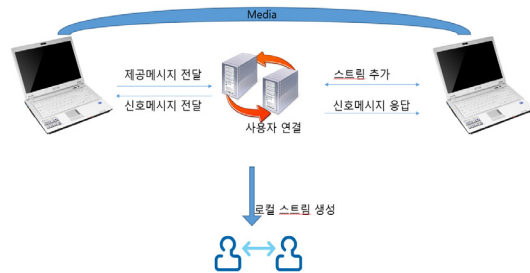 Media
제공메시지 전달
신호메시지 전달
사용자 연결
스트림 추가
신호메시지 응답
로컬 스트림 생성